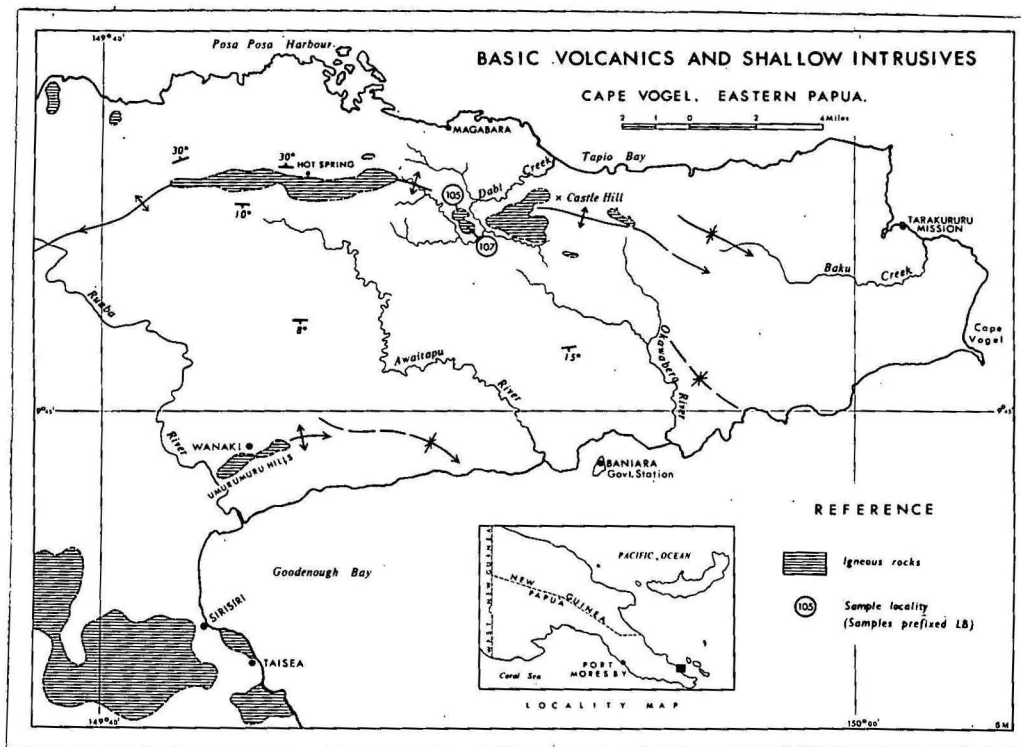 149°40'
Posa Posa Harbour
BASIC VOLCANICS AND SHALLOW INTRUSIVES
CAPE VOGEL, EASTERN PAPUA.
2 1 0 2 4 Miles
MAGABARA
30°
30°
HOT SPRING
Tapio Bay
Creek
Dabi
105
× Castle Hill
10°
TARAKURURU
MISSION
107
Baku
Creek
Ruaba
8°
15°
Okawaberg
Cape
Vogel
Awaitapu
River
River
9°45'
9°45'
River
WANAKI
UMURUMURU HILLS
BANIARA
Govt. Station
REFERENCE
Igneous rocks
105
Sample locality
(Samples prefixed LB)
Goodenough Bay
PACIFIC OCEAN
WEST NEW GUINEA
NEW GUINEA
PAPUA
PORT
MORESBY
Coral Sea
LOCALITY MAP
SIRISIRI
TAISEA
149°40'
150°00'